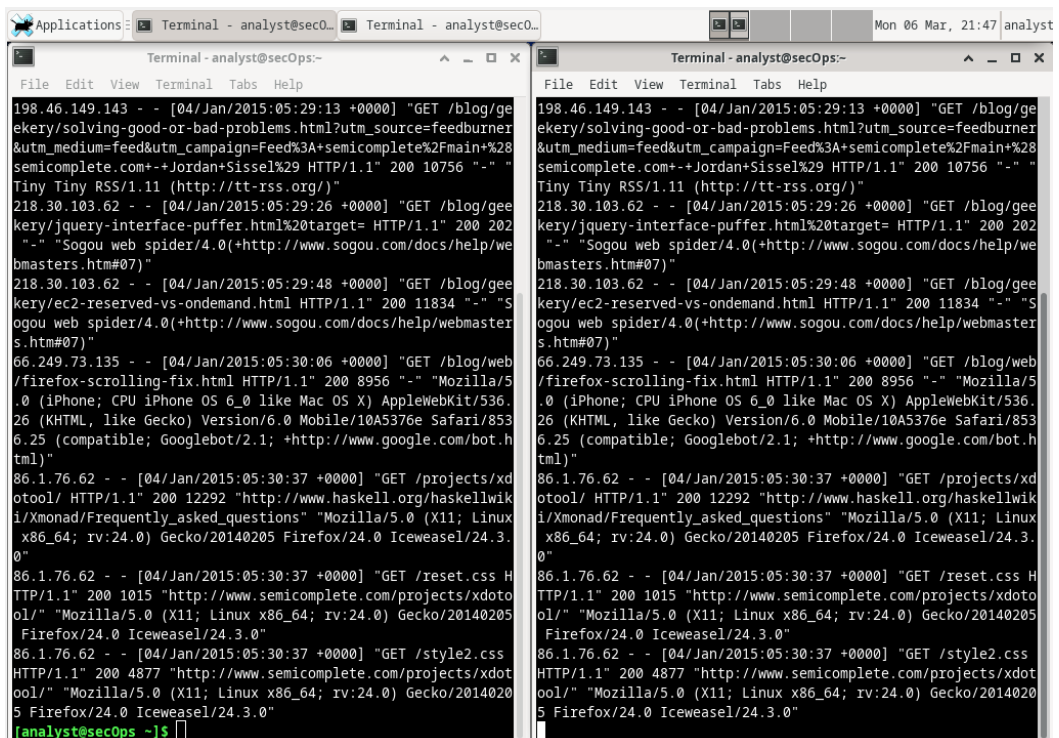 Applications Terminal - analyst@secO... Terminal - analyst@secO... Mon 06 Mar, 21:47 analyst
Terminal - analyst@secOps:~
File Edit View Terminal Tabs Help
198.46.149.143 - - [04/Jan/2015:05:29:13 +0000] "GET /blog/ge
ekery/solving-good-or-bad-problems.html?utm_source=feedburner
&utm_medium=feed&utm_campaign=Feed%3A+semicomplete%2Fmain+%28
semicomplete.com+-+Jordan+Sissel%29 HTTP/1.1" 200 10756 "-" "
Tiny Tiny RSS/1.11 (http://tt-rss.org/)"
218.30.103.62 - - [04/Jan/2015:05:29:26 +0000] "GET /blog/gee
kery/jquery-interface-puffer.html%20target= HTTP/1.1" 200 202
 "-" "Sogou web spider/4.0(+http://www.sogou.com/docs/help/we
bmasters.htm#07)"
218.30.103.62 - - [04/Jan/2015:05:29:48 +0000] "GET /blog/gee
kery/ec2-reserved-vs-ondemand.html HTTP/1.1" 200 11834 "-" "S
ogou web spider/4.0(+http://www.sogou.com/docs/help/webmaster
s.htm#07)"
66.249.73.135 - - [04/Jan/2015:05:30:06 +0000] "GET /blog/web
/firefox-scrolling-fix.html HTTP/1.1" 200 8956 "-" "Mozilla/5
.0 (iPhone; CPU iPhone OS 6_0 like Mac OS X) AppleWebKit/536.
26 (KHTML, like Gecko) Version/6.0 Mobile/10A5376e Safari/853
6.25 (compatible; Googlebot/2.1; +http://www.google.com/bot.h
tml)"
86.1.76.62 - - [04/Jan/2015:05:30:37 +0000] "GET /projects/xd
otool/ HTTP/1.1" 200 12292 "http://www.haskell.org/haskellwik
i/Xmonad/Frequently_asked_questions" "Mozilla/5.0 (X11; Linux
 x86_64; rv:24.0) Gecko/20140205 Firefox/24.0 Iceweasel/24.3.
0"
86.1.76.62 - - [04/Jan/2015:05:30:37 +0000] "GET /reset.css H
TTP/1.1" 200 1015 "http://www.semicomplete.com/projects/xdoto
ol/" "Mozilla/5.0 (X11; Linux x86_64; rv:24.0) Gecko/20140205
 Firefox/24.0 Iceweasel/24.3.0"
86.1.76.62 - - [04/Jan/2015:05:30:37 +0000] "GET /style2.css
HTTP/1.1" 200 4877 "http://www.semicomplete.com/projects/xdot
ool/" "Mozilla/5.0 (X11; Linux x86_64; rv:24.0) Gecko/2014020
5 Firefox/24.0 Iceweasel/24.3.0"
[analyst@secOps ~]$
Terminal - analyst@secOps:~
File Edit View Terminal Tabs Help
198.46.149.143 - - [04/Jan/2015:05:29:13 +0000] "GET /blog/ge
ekery/solving-good-or-bad-problems.html?utm_source=feedburner
&utm_medium=feed&utm_campaign=Feed%3A+semicomplete%2Fmain+%28
semicomplete.com+-+Jordan+Sissel%29 HTTP/1.1" 200 10756 "-" "
Tiny Tiny RSS/1.11 (http://tt-rss.org/)"
218.30.103.62 - - [04/Jan/2015:05:29:26 +0000] "GET /blog/gee
kery/jquery-interface-puffer.html%20target= HTTP/1.1" 200 202
 "-" "Sogou web spider/4.0(+http://www.sogou.com/docs/help/we
bmasters.htm#07)"
218.30.103.62 - - [04/Jan/2015:05:29:48 +0000] "GET /blog/gee
kery/ec2-reserved-vs-ondemand.html HTTP/1.1" 200 11834 "-" "S
ogou web spider/4.0(+http://www.sogou.com/docs/help/webmaster
s.htm#07)"
66.249.73.135 - - [04/Jan/2015:05:30:06 +0000] "GET /blog/web
/firefox-scrolling-fix.html HTTP/1.1" 200 8956 "-" "Mozilla/5
.0 (iPhone; CPU iPhone OS 6_0 like Mac OS X) AppleWebKit/536.
26 (KHTML, like Gecko) Version/6.0 Mobile/10A5376e Safari/853
6.25 (compatible; Googlebot/2.1; +http://www.google.com/bot.h
tml)"
86.1.76.62 - - [04/Jan/2015:05:30:37 +0000] "GET /projects/xd
otool/ HTTP/1.1" 200 12292 "http://www.haskell.org/haskellwik
i/Xmonad/Frequently_asked_questions" "Mozilla/5.0 (X11; Linux
 x86_64; rv:24.0) Gecko/20140205 Firefox/24.0 Iceweasel/24.3.
0"
86.1.76.62 - - [04/Jan/2015:05:30:37 +0000] "GET /reset.css H
TTP/1.1" 200 1015 "http://www.semicomplete.com/projects/xdoto
ol/" "Mozilla/5.0 (X11; Linux x86_64; rv:24.0) Gecko/20140205
 Firefox/24.0 Iceweasel/24.3.0"
86.1.76.62 - - [04/Jan/2015:05:30:37 +0000] "GET /style2.css
HTTP/1.1" 200 4877 "http://www.semicomplete.com/projects/xdot
ool/" "Mozilla/5.0 (X11; Linux x86_64; rv:24.0) Gecko/2014020
5 Firefox/24.0 Iceweasel/24.3.0"